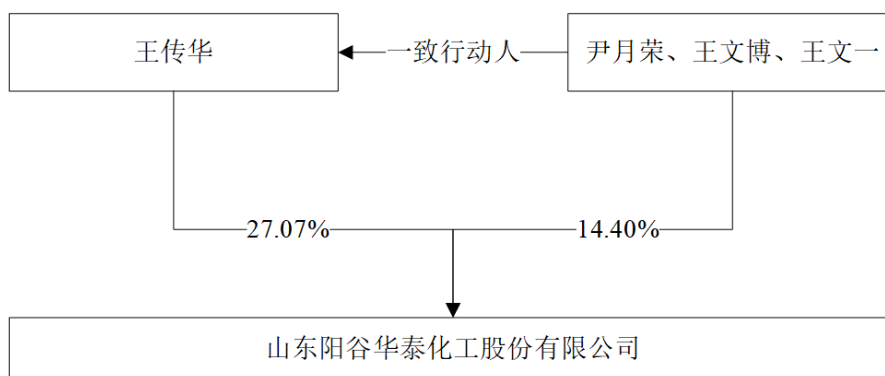 王传华
一致行动人
尹月荣、王文博、王文一
27.07%
14.40%
山东阳谷华泰化工股份有限公司